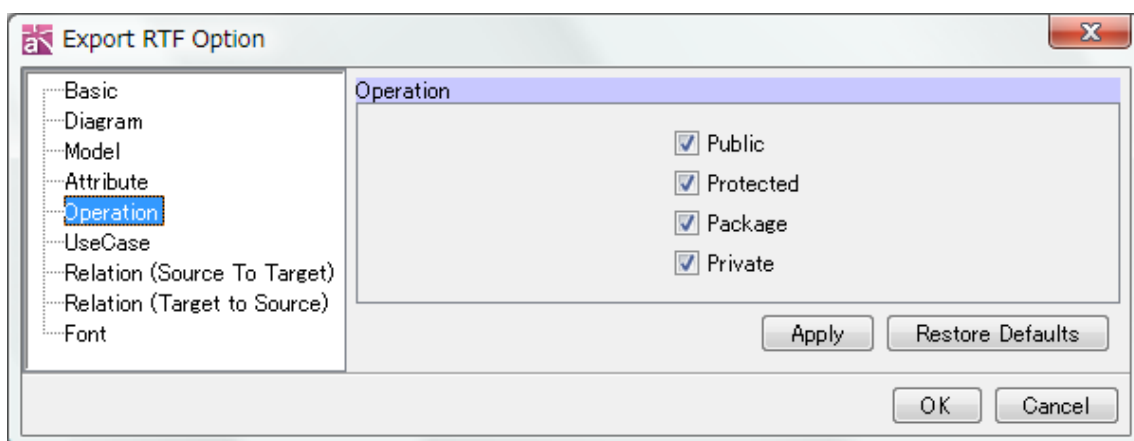 Export RTF Option
Basic
Diagram
Model
Attribute
Operation
UseCase
Relation (Source To Target)
Relation (Target to Source)
Font
Operation
Public
Protected
Package
Private
Apply
Restore Defaults
OK
Cancel